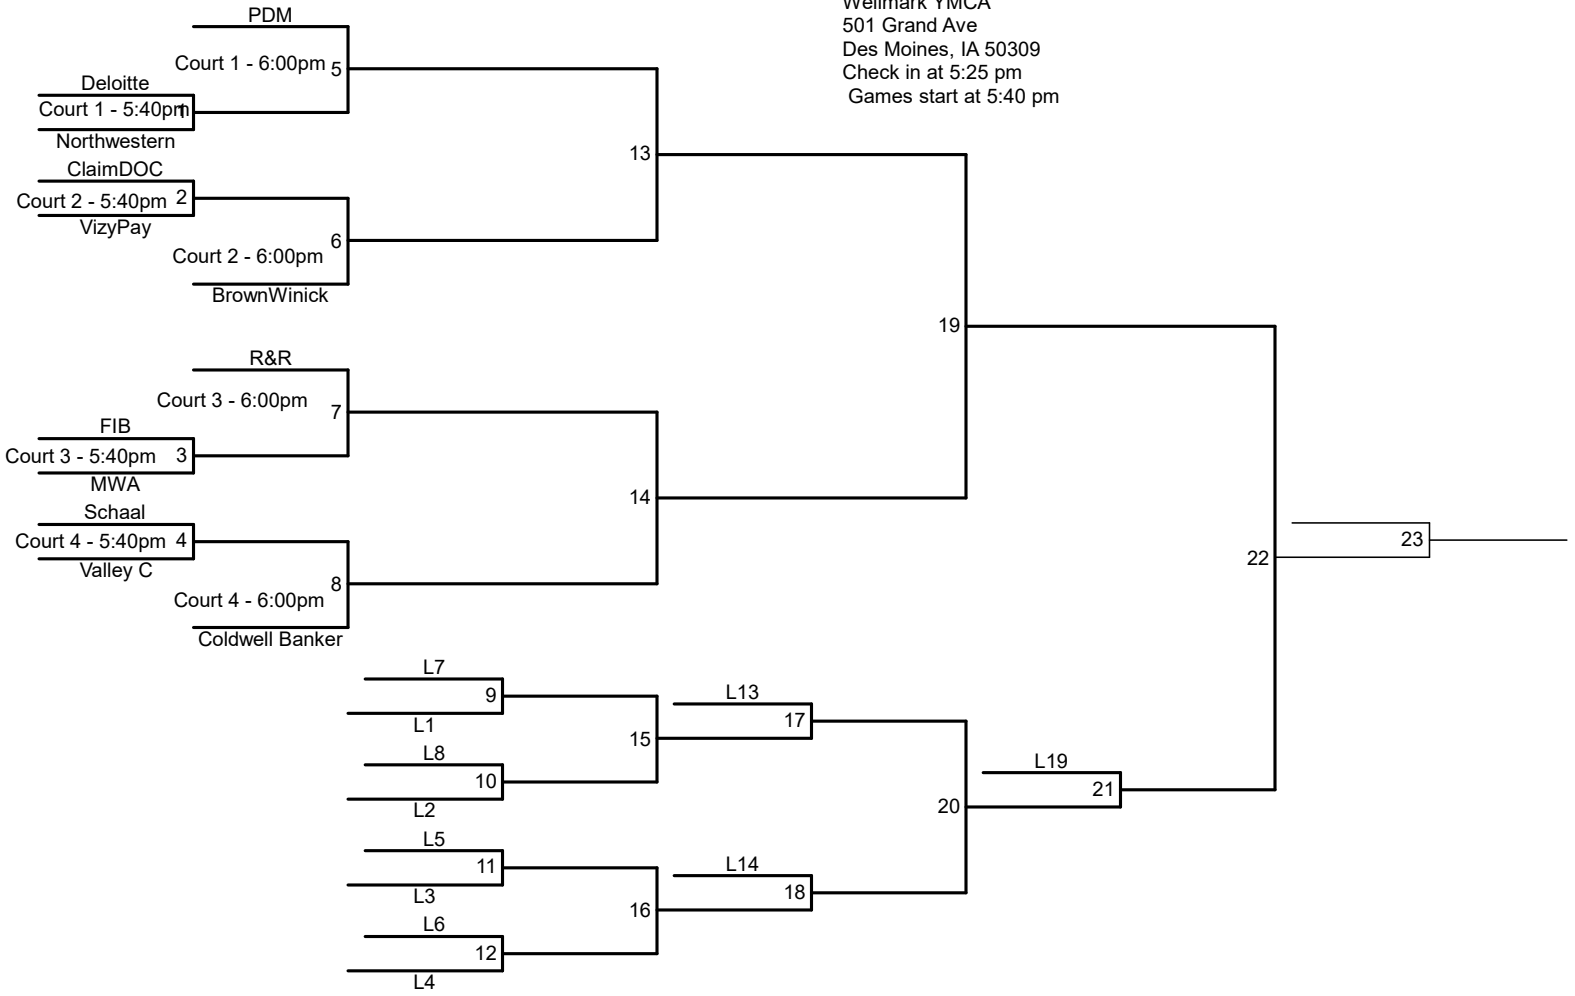 Wellmark YMCA
501 Grand Ave
Des Moines, IA 50309
Check in at 5:25 pm
Games start at 5:40 pm
PDM
Court 1 - 6:00pm 5
Deloitte
Court 1 - 5:40pm 1
Northwestern
13
ClaimDOC
Court 2 - 5:40pm 2
VizyPay
6
Court 2 - 6:00pm
BrownWinick
19
R&R
Court 3 - 6:00pm 7
FIB
Court 3 - 5:40pm 3
MWA
14
Schaal
Court 4 - 5:40pm 4
Valley C
23
22
8
Court 4 - 6:00pm
Coldwell Banker
L7
9
L1
L13
17
15
L8
10
L2
L19
21
20
L5
11
L3
L14
18
16
L6
12
L4